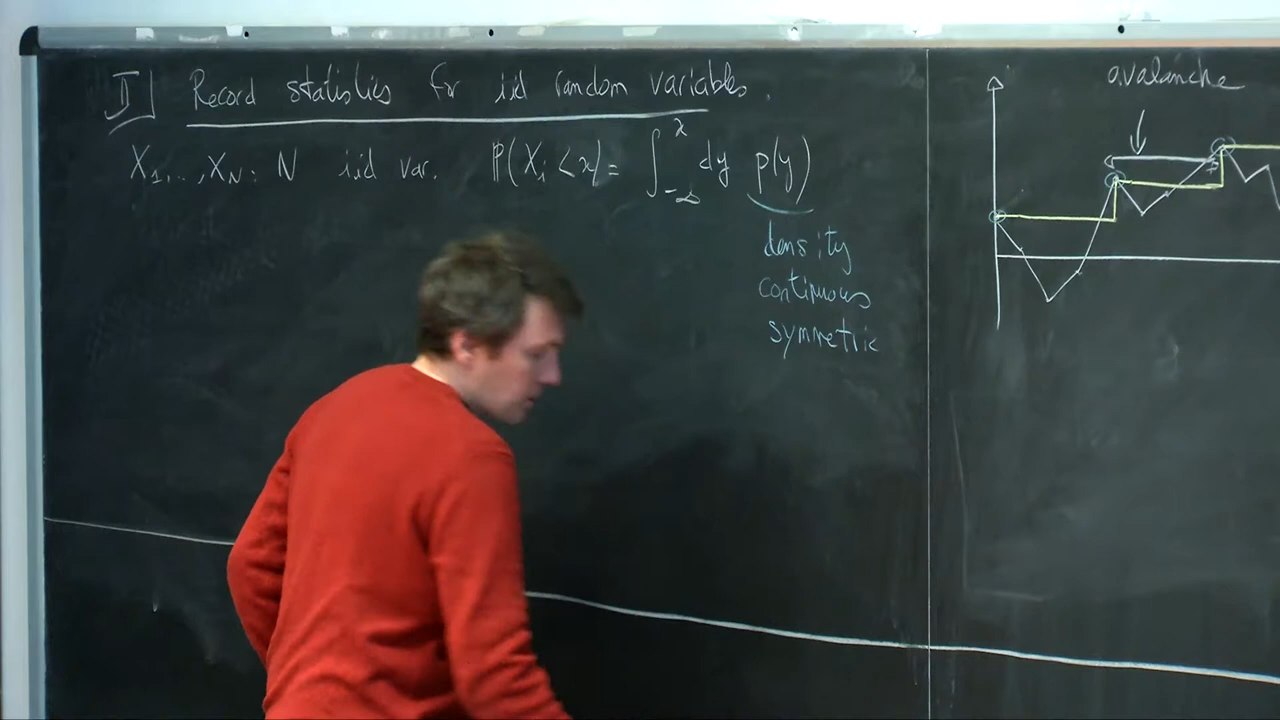 II] Record statistics for iid random variables.
X₁,..,X_N: N iid var. ℙ(X_i < x) = ∫_{-∞}^{x} dy p(y)
density
continuous
symmetric
avalanche